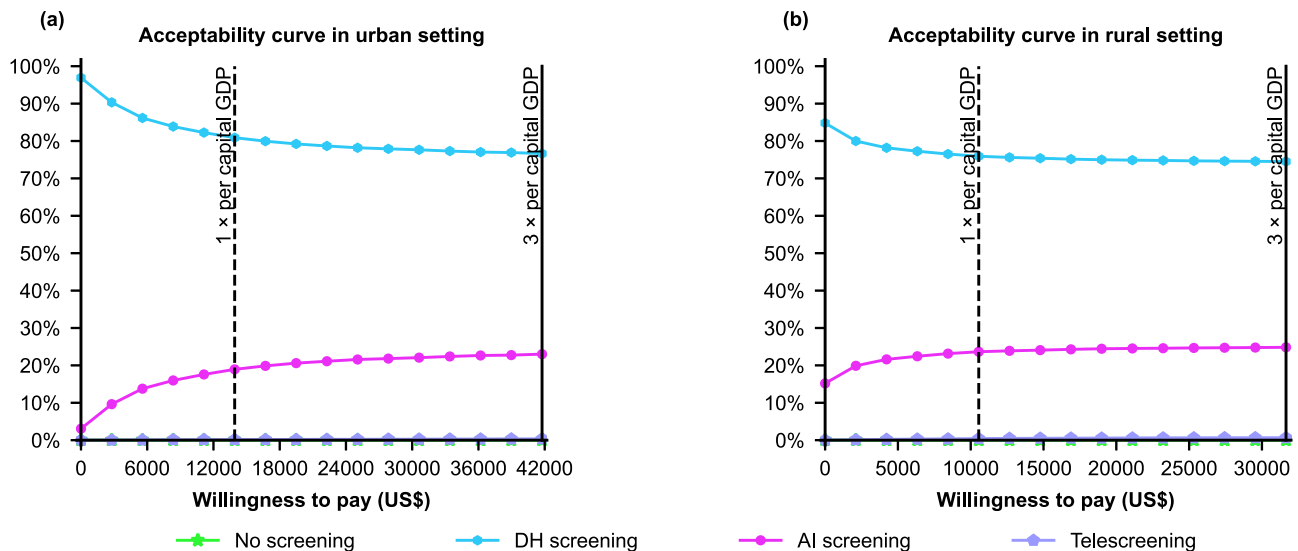 (a)
Acceptability curve in urban setting
100%
90%
80%
70%
60%
50%
40%
30%
20%
10%
0%
1 × per capital GDP
3 × per capital GDP
0 6000 12000 18000 24000 30000 36000 42000
Willingness to pay (US$)
(b)
Acceptability curve in rural setting
100%
90%
80%
70%
60%
50%
40%
30%
20%
10%
0%
1 × per capital GDP
3 × per capital GDP
0 5000 10000 15000 20000 25000 30000
Willingness to pay (US$)
No screening DH screening AI screening Telescreening